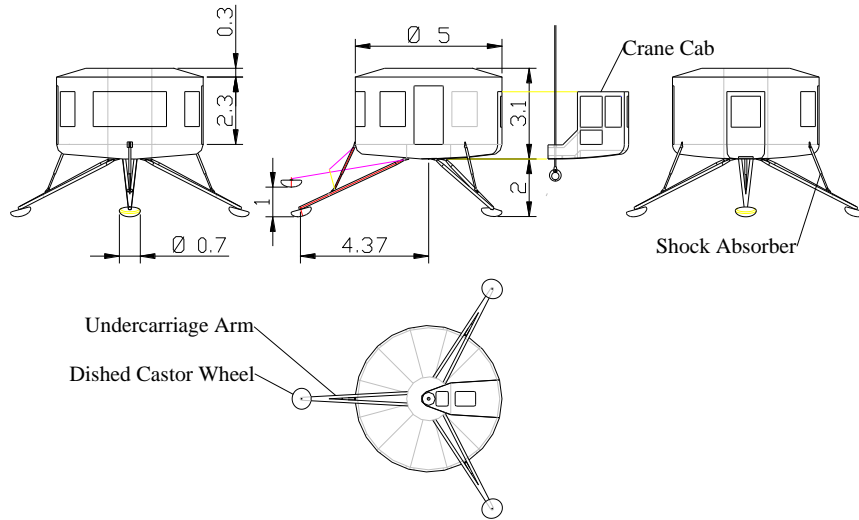 0.3
2.3
Ø 5
3.1
2
Crane Cab
1
Ø 0.7
4.37
Shock Absorber
Undercarriage Arm
Dished Castor Wheel